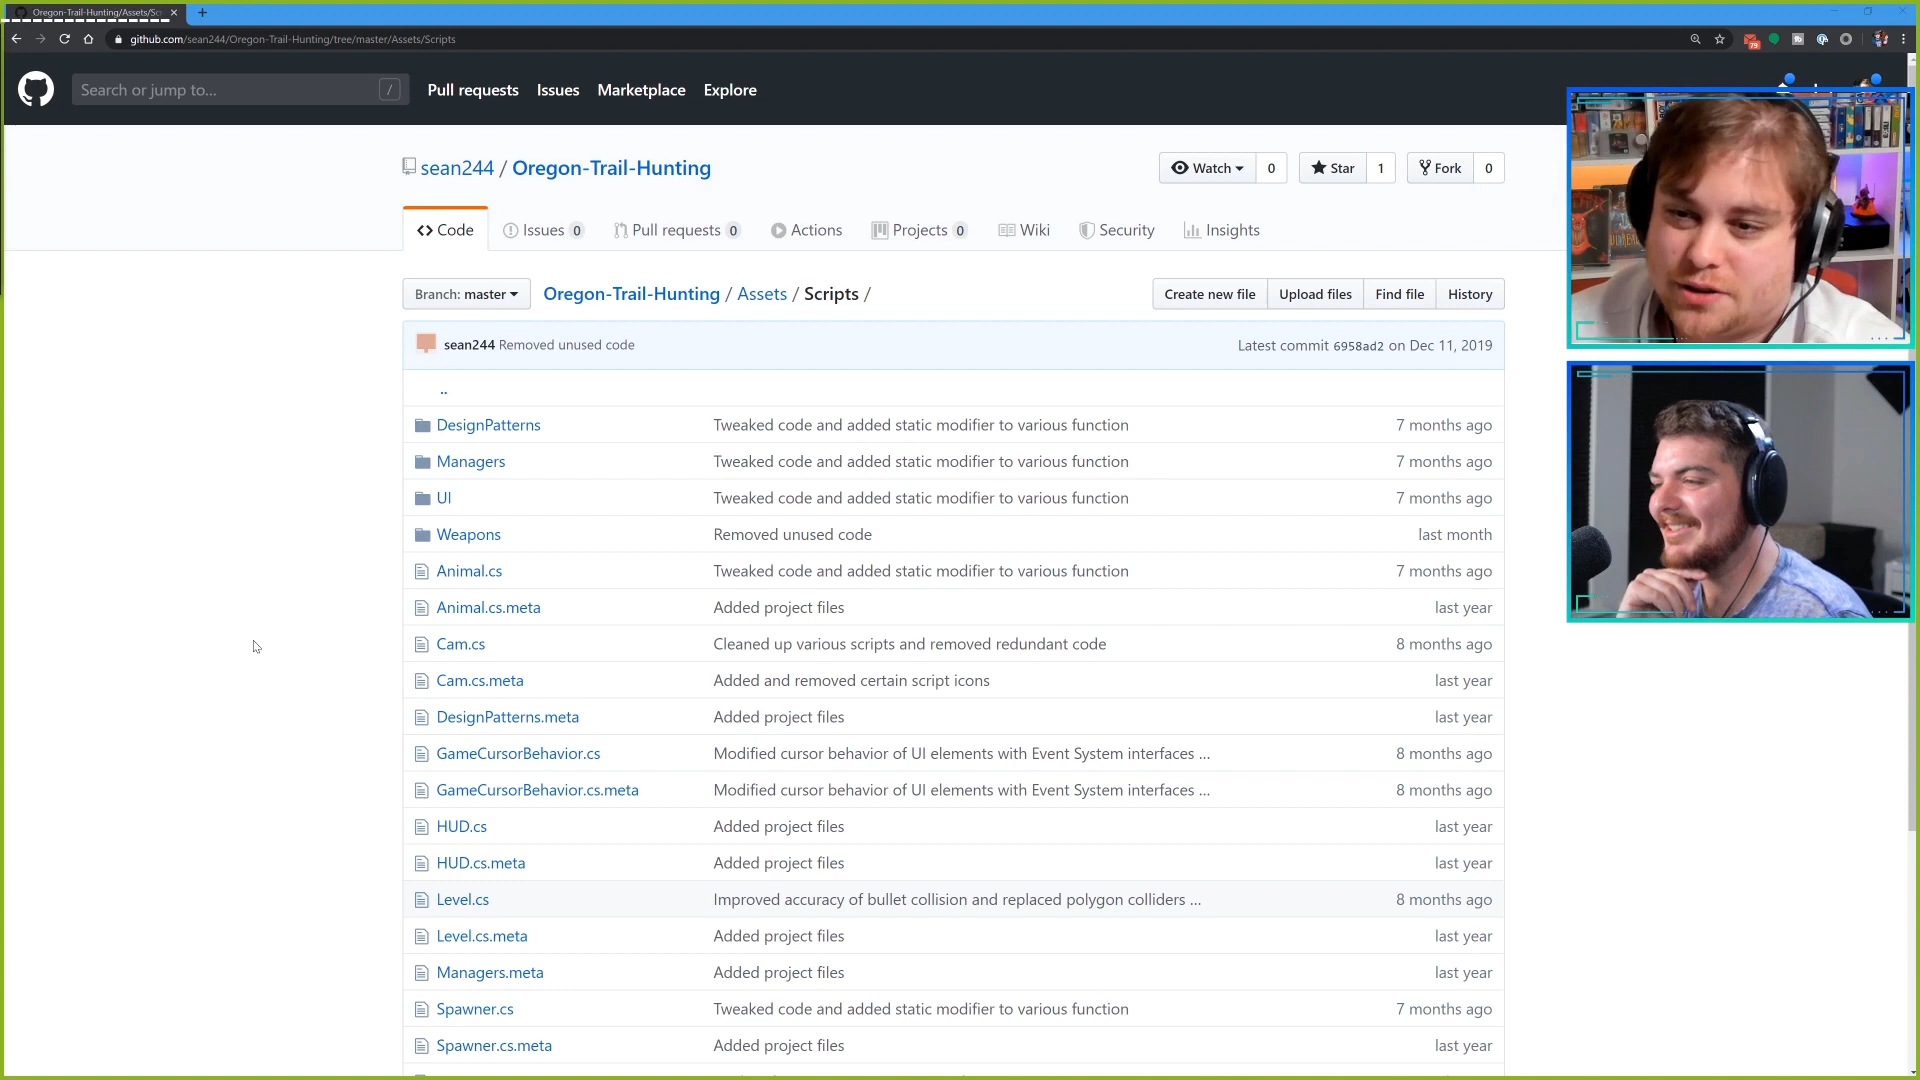 Oregon-Trail-Hunting/Assets/Sc
github.com/sean244/Oregon-Trail-Hunting/tree/master/Assets/Scripts
79
Search or jump to... /
Pull requests Issues Marketplace Explore
sean244 / Oregon-Trail-Hunting
Watch 0 Star 1 Fork 0
Code Issues 0 Pull requests 0 Actions Projects 0 Wiki Security Insights
Branch: master Oregon-Trail-Hunting / Assets / Scripts / Create new file Upload files Find file History
sean244 Removed unused code Latest commit 6958ad2 on Dec 11, 2019
..
DesignPatterns Tweaked code and added static modifier to various function 7 months ago
Managers Tweaked code and added static modifier to various function 7 months ago
UI Tweaked code and added static modifier to various function 7 months ago
Weapons Removed unused code last month
Animal.cs Tweaked code and added static modifier to various function 7 months ago
Animal.cs.meta Added project files last year
Cam.cs Cleaned up various scripts and removed redundant code 8 months ago
Cam.cs.meta Added and removed certain script icons last year
DesignPatterns.meta Added project files last year
GameCursorBehavior.cs Modified cursor behavior of UI elements with Event System interfaces ... 8 months ago
GameCursorBehavior.cs.meta Modified cursor behavior of UI elements with Event System interfaces ... 8 months ago
HUD.cs Added project files last year
HUD.cs.meta Added project files last year
Level.cs Improved accuracy of bullet collision and replaced polygon colliders ... 8 months ago
Level.cs.meta Added project files last year
Managers.meta Added project files last year
Spawner.cs Tweaked code and added static modifier to various function 7 months ago
Spawner.cs.meta Added project files last year